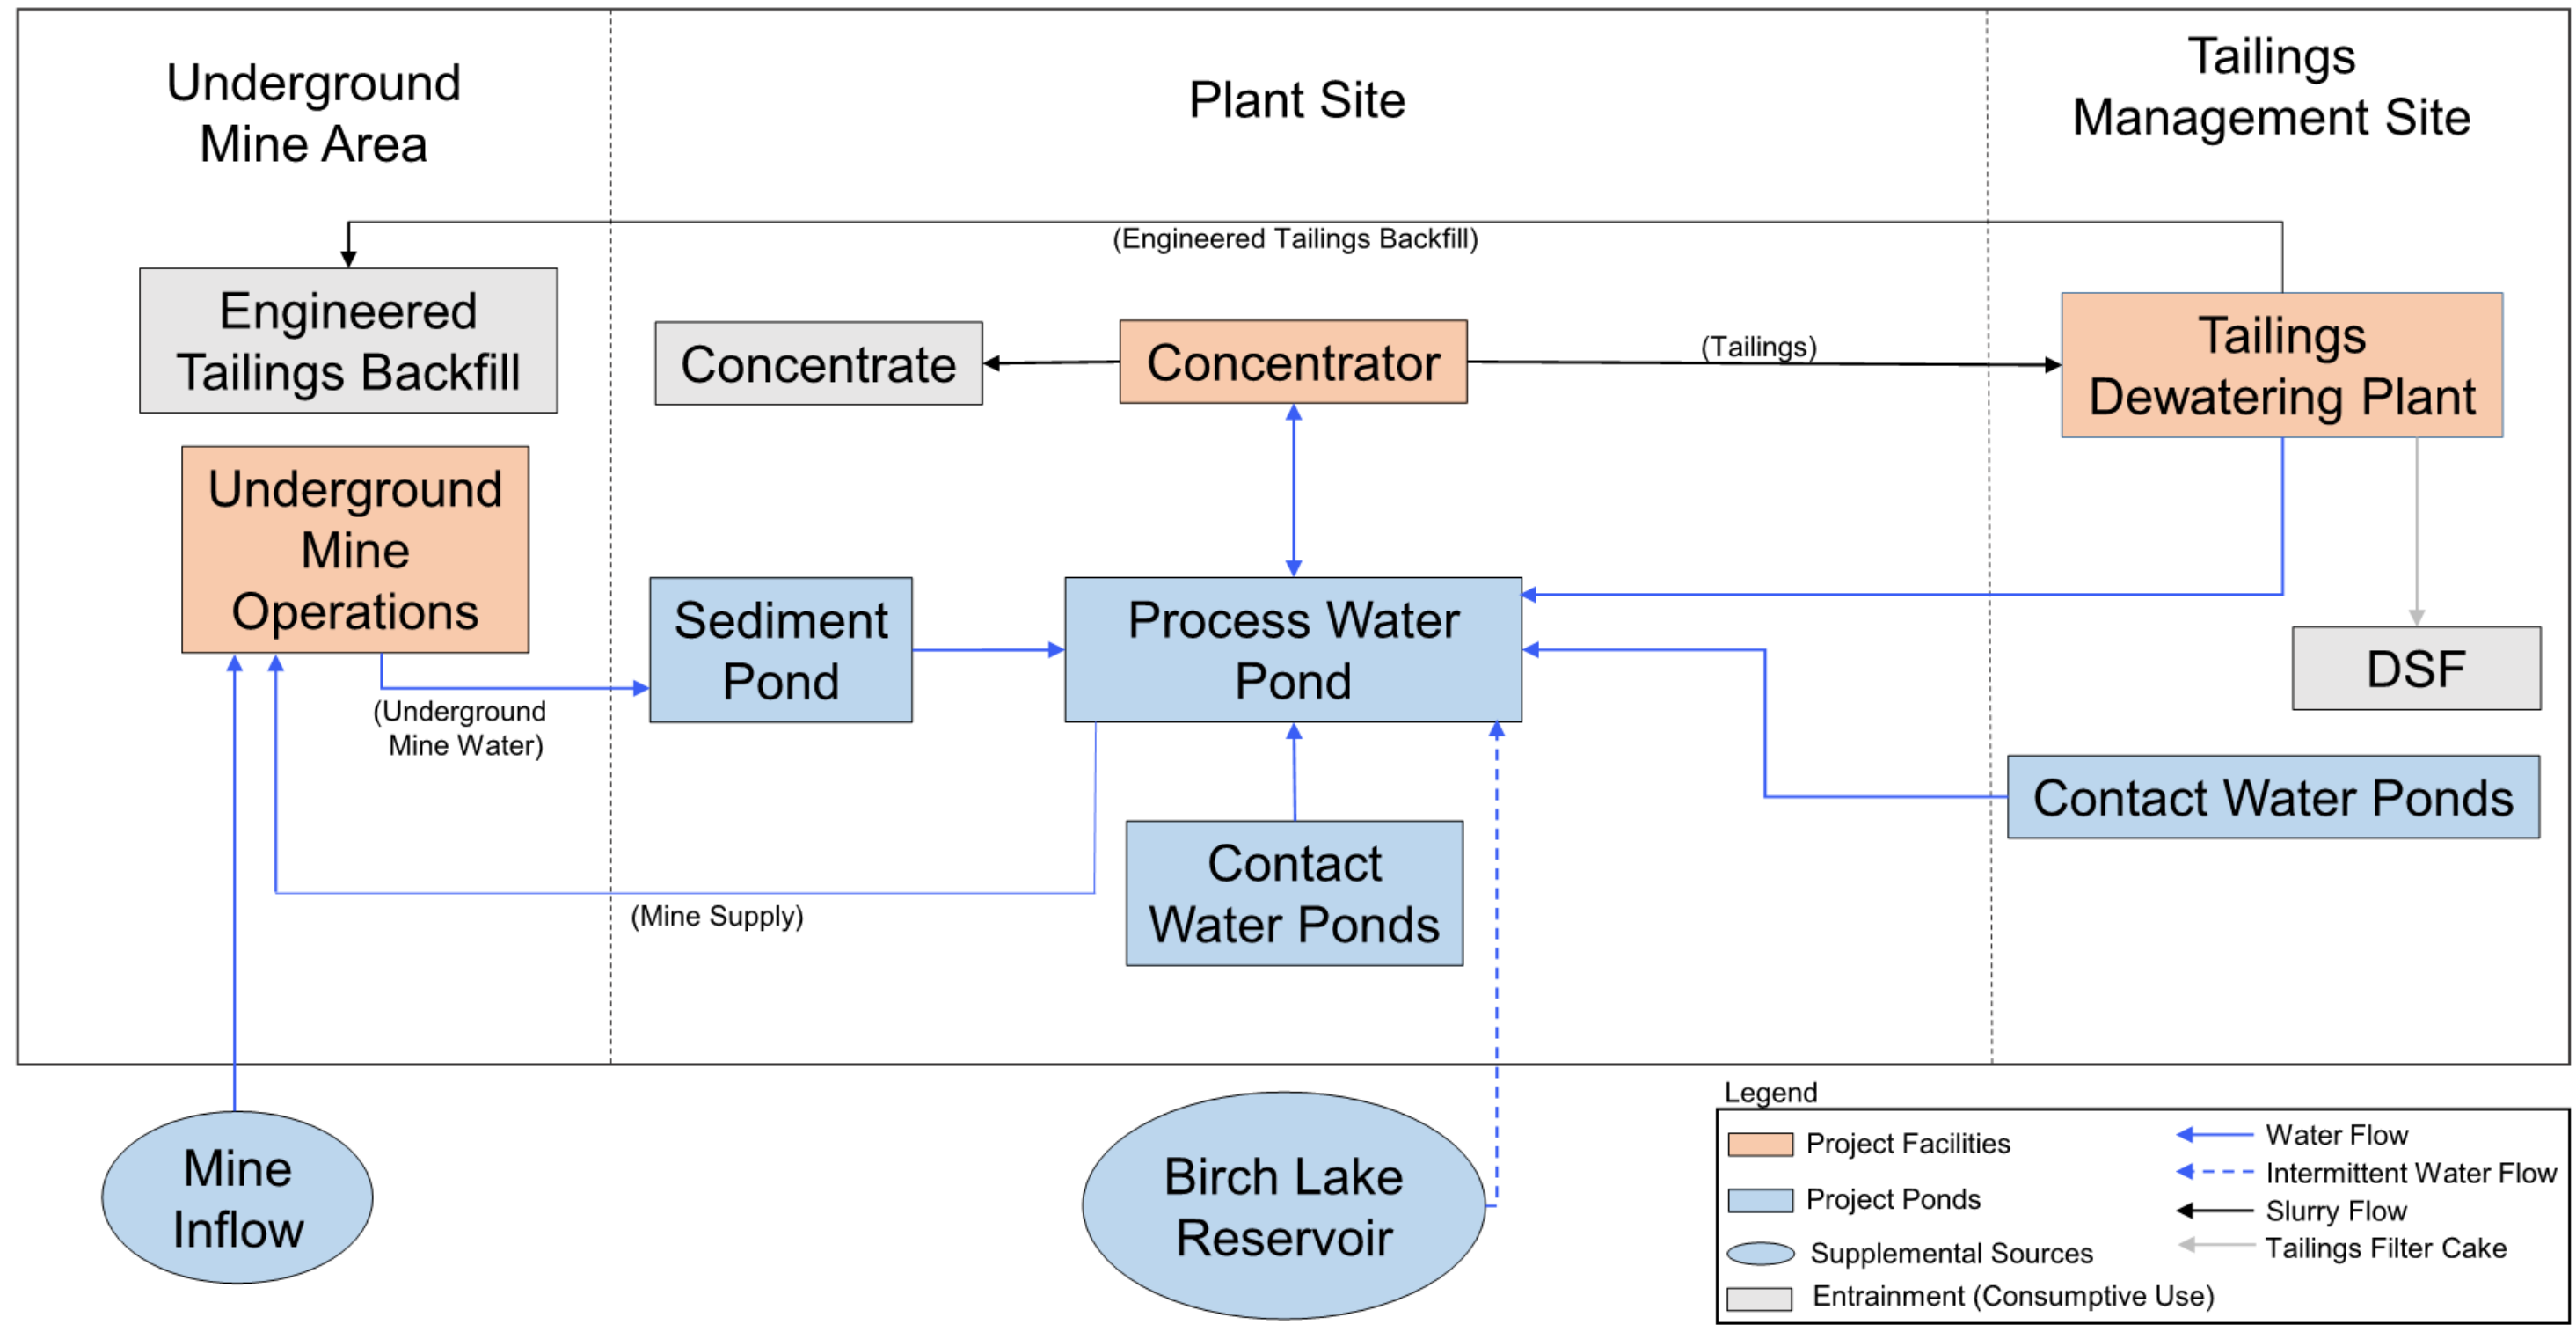 Underground
Mine Area
Plant Site
Tailings
Management Site
(Engineered Tailings Backfill)
Engineered
Tailings Backfill
Concentrate
Concentrator
(Tailings)
Tailings
Dewatering Plant
Underground
Mine
Operations
Sediment
Pond
Process Water
Pond
DSF
(Underground
Mine Water)
Contact Water Ponds
Contact
Water Ponds
(Mine Supply)
Mine
Inflow
Birch Lake
Reservoir
Legend
Project Facilities
Project Ponds
Supplemental Sources
Entrainment (Consumptive Use)
Water Flow
Intermittent Water Flow
Slurry Flow
Tailings Filter Cake